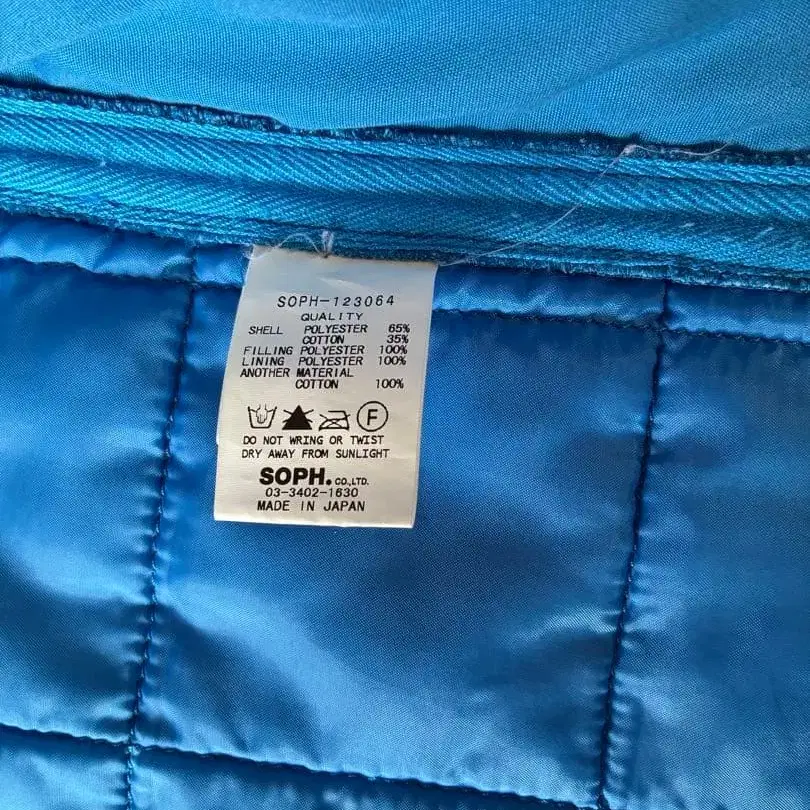 SOPH-123064
QUALITY
SHELL POLYESTER 65%
COTTON 35%
FILLING POLYESTER 100%
LINING POLYESTER 100%
ANOTHER MATERIAL
COTTON 100%
F
DO NOT WRING OR TWIST
DRY AWAY FROM SUNLIGHT
SOPH. CO.,LTD.
03-3402-1630
MADE IN JAPAN